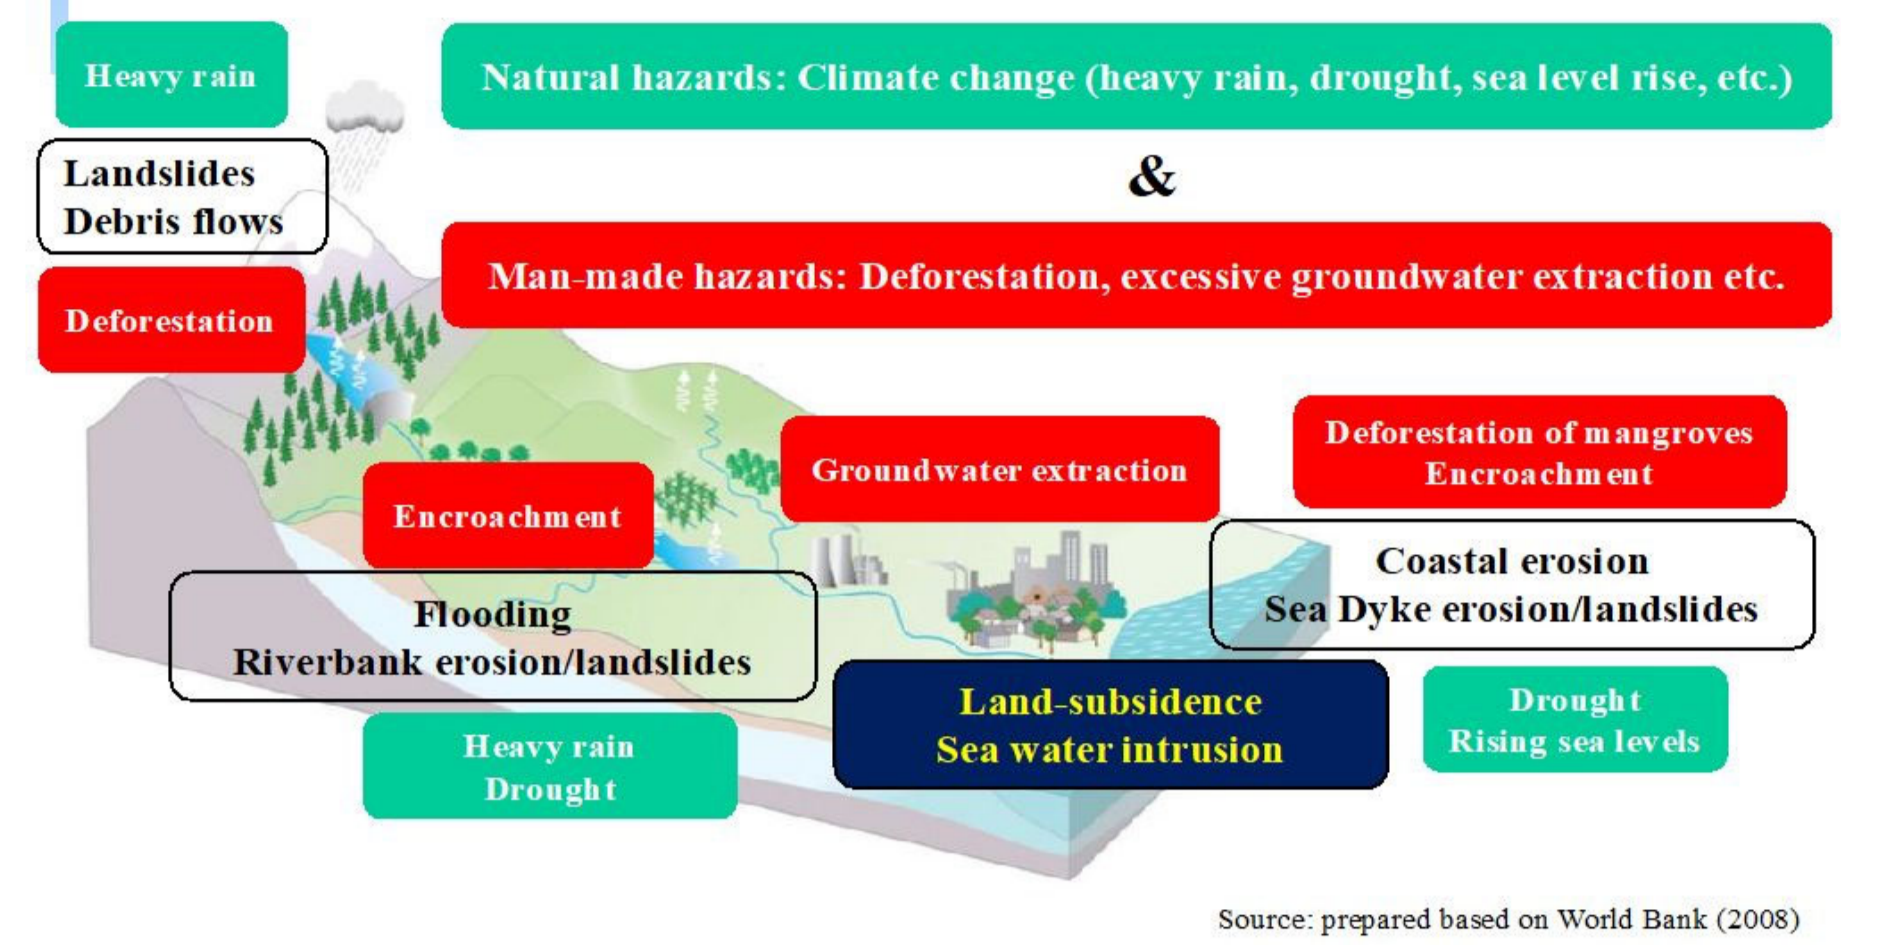 Heavy rain
Natural hazards: Climate change (heavy rain, drought, sea level rise, etc.)
&
Landslides
Debris flows
Man-made hazards: Deforestation, excessive groundwater extraction etc.
Deforestation
Deforestation of mangroves
Encroachment
Groundwater extraction
Encroachment
Coastal erosion
Sea Dyke erosion/landslides
Flooding
Riverbank erosion/landslides
Land-subsidence
Sea water intrusion
Drought
Rising sea levels
Heavy rain
Drought
Source: prepared based on World Bank (2008)